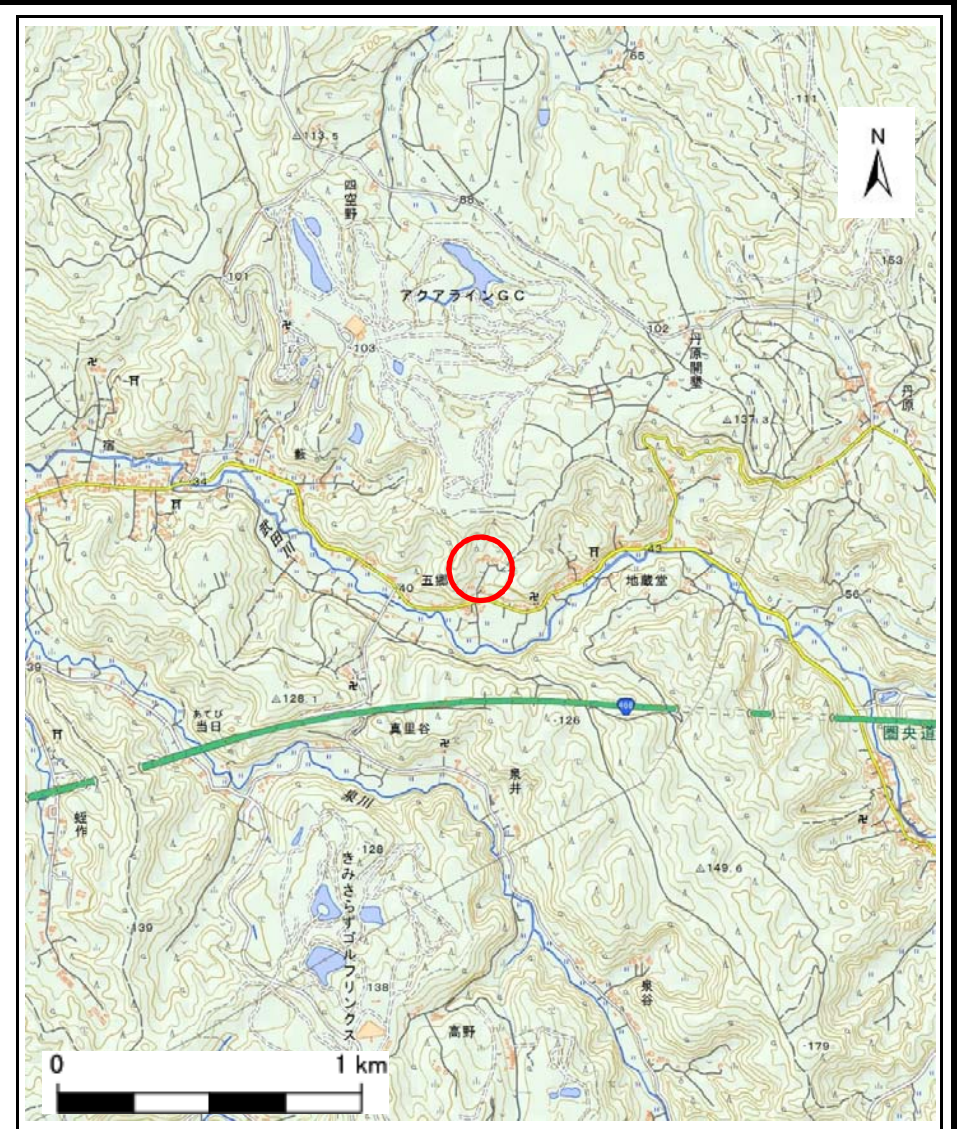 65
111
113.5
N
四空野
88
153
101
アクアラインGC
102
丹原開墾
103
丹原
137.3
宿
34
武田川
43
五郷
40
地蔵堂
56
39
128.1
468
あてび
当日
真里谷
126
圏央道
泉井
泉川
蛭作
128
きみさらずゴルフリンクス
149.6
139
泉谷
138
高野
179
0 1 km